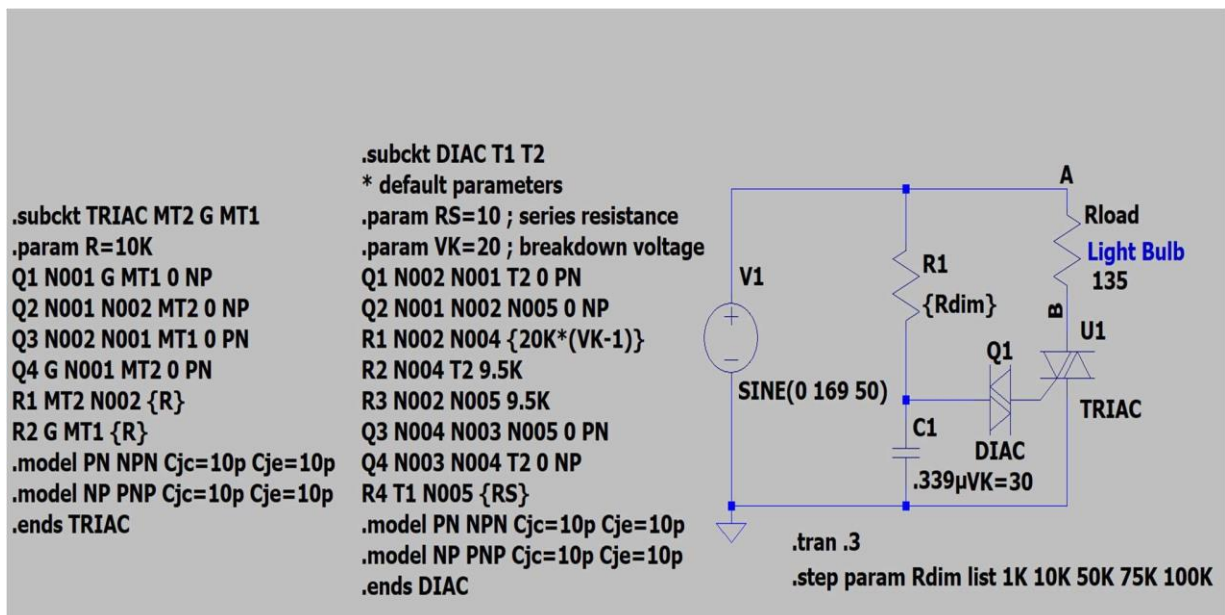 .subckt TRIAC MT2 G MT1
.param R=10K
Q1 N001 G MT1 0 NP
Q2 N001 N002 MT2 0 NP
Q3 N002 N001 MT1 0 PN
Q4 G N001 MT2 0 PN
R1 MT2 N002 {R}
R2 G MT1 {R}
.model PN NPN Cjc=10p Cje=10p
.model NP PNP Cjc=10p Cje=10p
.ends TRIAC
.subckt DIAC T1 T2
* default parameters
.param RS=10 ; series resistance
.param VK=20 ; breakdown voltage
Q1 N002 N001 T2 0 PN
Q2 N001 N002 N005 0 NP
R1 N002 N004 {20K*(VK-1)}
R2 N004 T2 9.5K
R3 N002 N005 9.5K
Q3 N004 N003 N005 0 PN
Q4 N003 N004 T2 0 NP
R4 T1 N005 {RS}
.model PN NPN Cjc=10p Cje=10p
.model NP PNP Cjc=10p Cje=10p
.ends DIAC
A
Rload
Light Bulb
135
R1
{Rdim}
V1
SINE(0 169 50)
B
U1
TRIAC
Q1
DIAC
VK=30
C1
.339µ
.tran .3
.step param Rdim list 1K 10K 50K 75K 100K